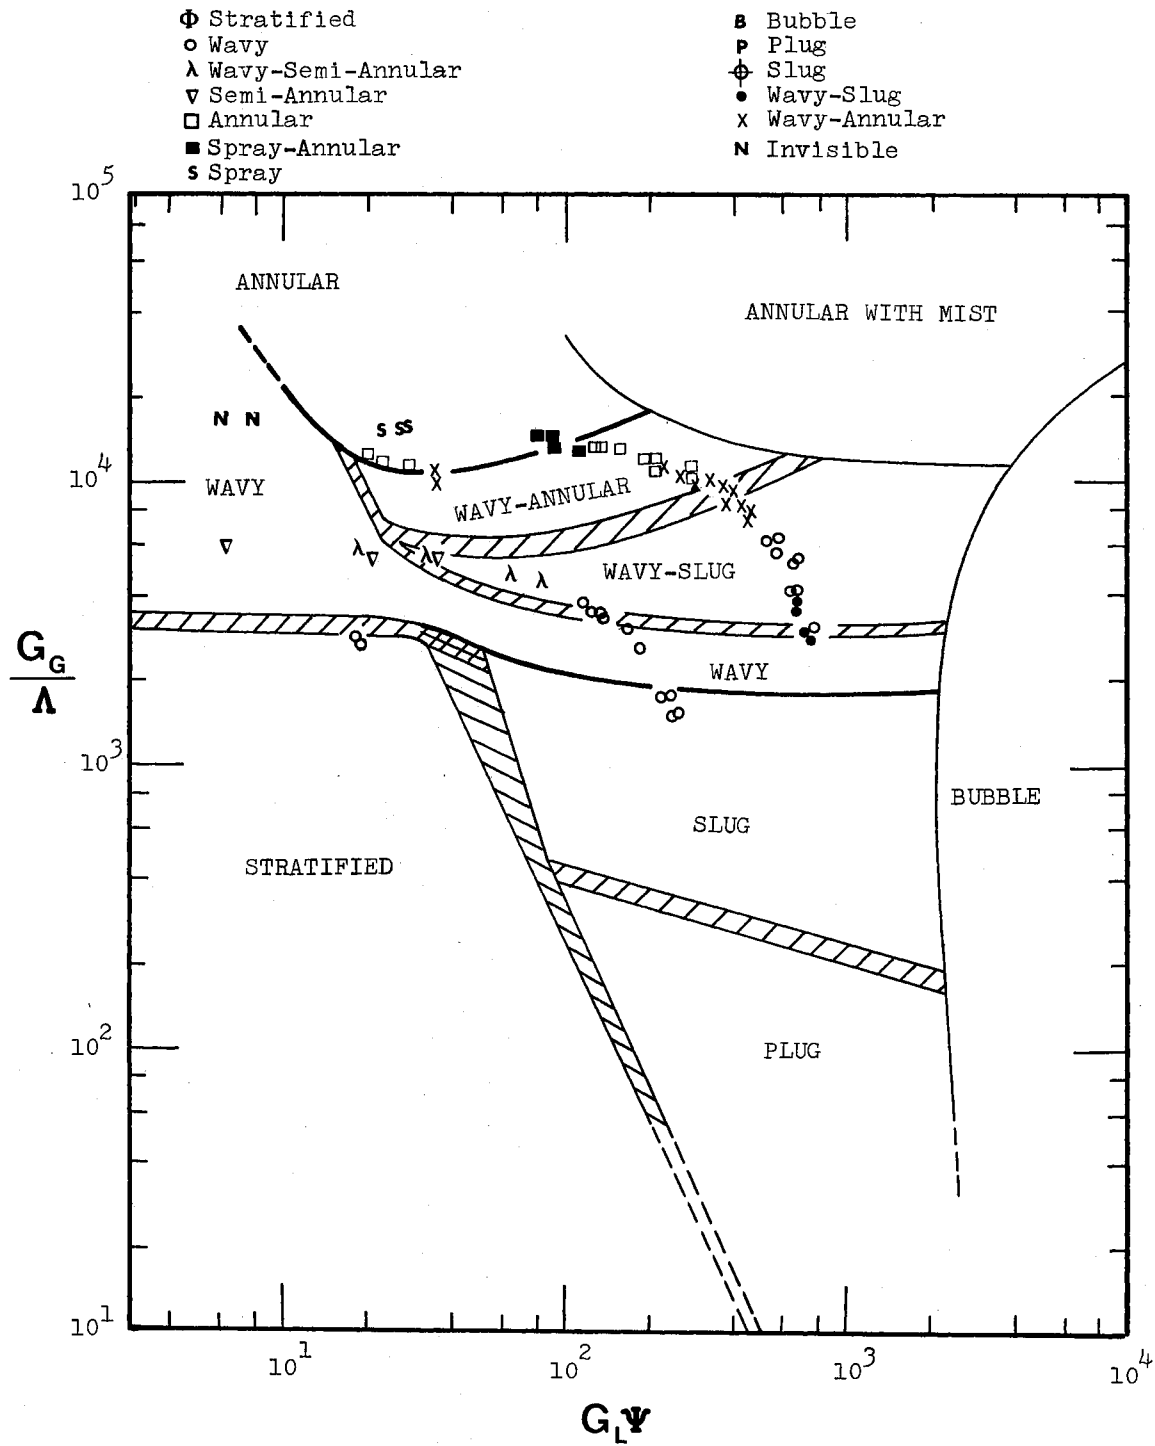 Φ Stratified
o Wavy
λ Wavy-Semi-Annular
▽ Semi-Annular
□ Annular
■ Spray-Annular
S Spray
B Bubble
P Plug
⌽ Slug
● Wavy-Slug
X Wavy-Annular
N Invisible
10^5
ANNULAR
ANNULAR WITH MIST
N N
S S S
10^4
WAVY
WAVY-ANNULAR
WAVY-SLUG
G_G
Λ
WAVY
10^3
BUBBLE
SLUG
STRATIFIED
10^2
PLUG
10^1
10^1 10^2 10^3 10^4
G_L Ψ